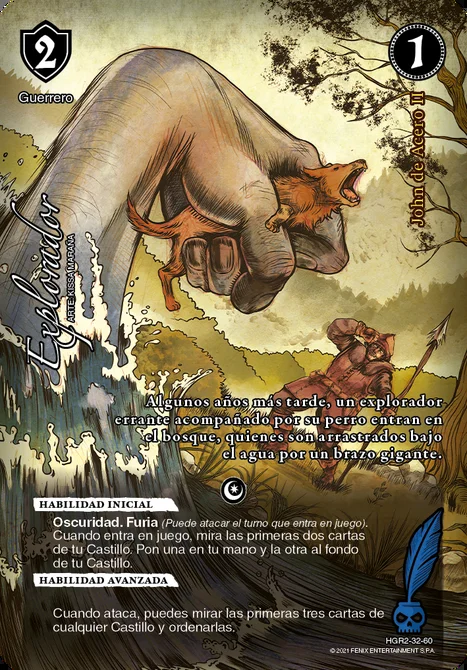 2
1
Guerrero
John de Acero II
Explorador
ARTE: MISSA MARAÑA
Algunos años más tarde, un explorador
errante acompañado por su perro entran en
el bosque, quienes son arrastrados bajo
el agua por un brazo gigante.
HABILIDAD INICIAL
Oscuridad. Furia (Puede atacar el turno que entra en juego).
Cuando entra en juego, mira las primeras dos cartas
de tu Castillo. Pon una en tu mano y la otra al fondo
de tu Castillo.
HABILIDAD AVANZADA
Cuando ataca, puedes mirar las primeras tres cartas de
cualquier Castillo y ordenarlas.
HGR2-32-60
© 2021 FENIX ENTERTAINMENT S.P.A.